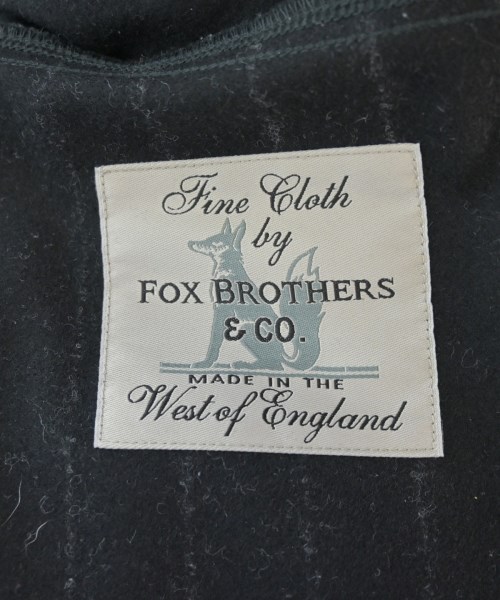 Fine Cloth
by
FOX BROTHERS
& CO.
MADE IN THE
West of England